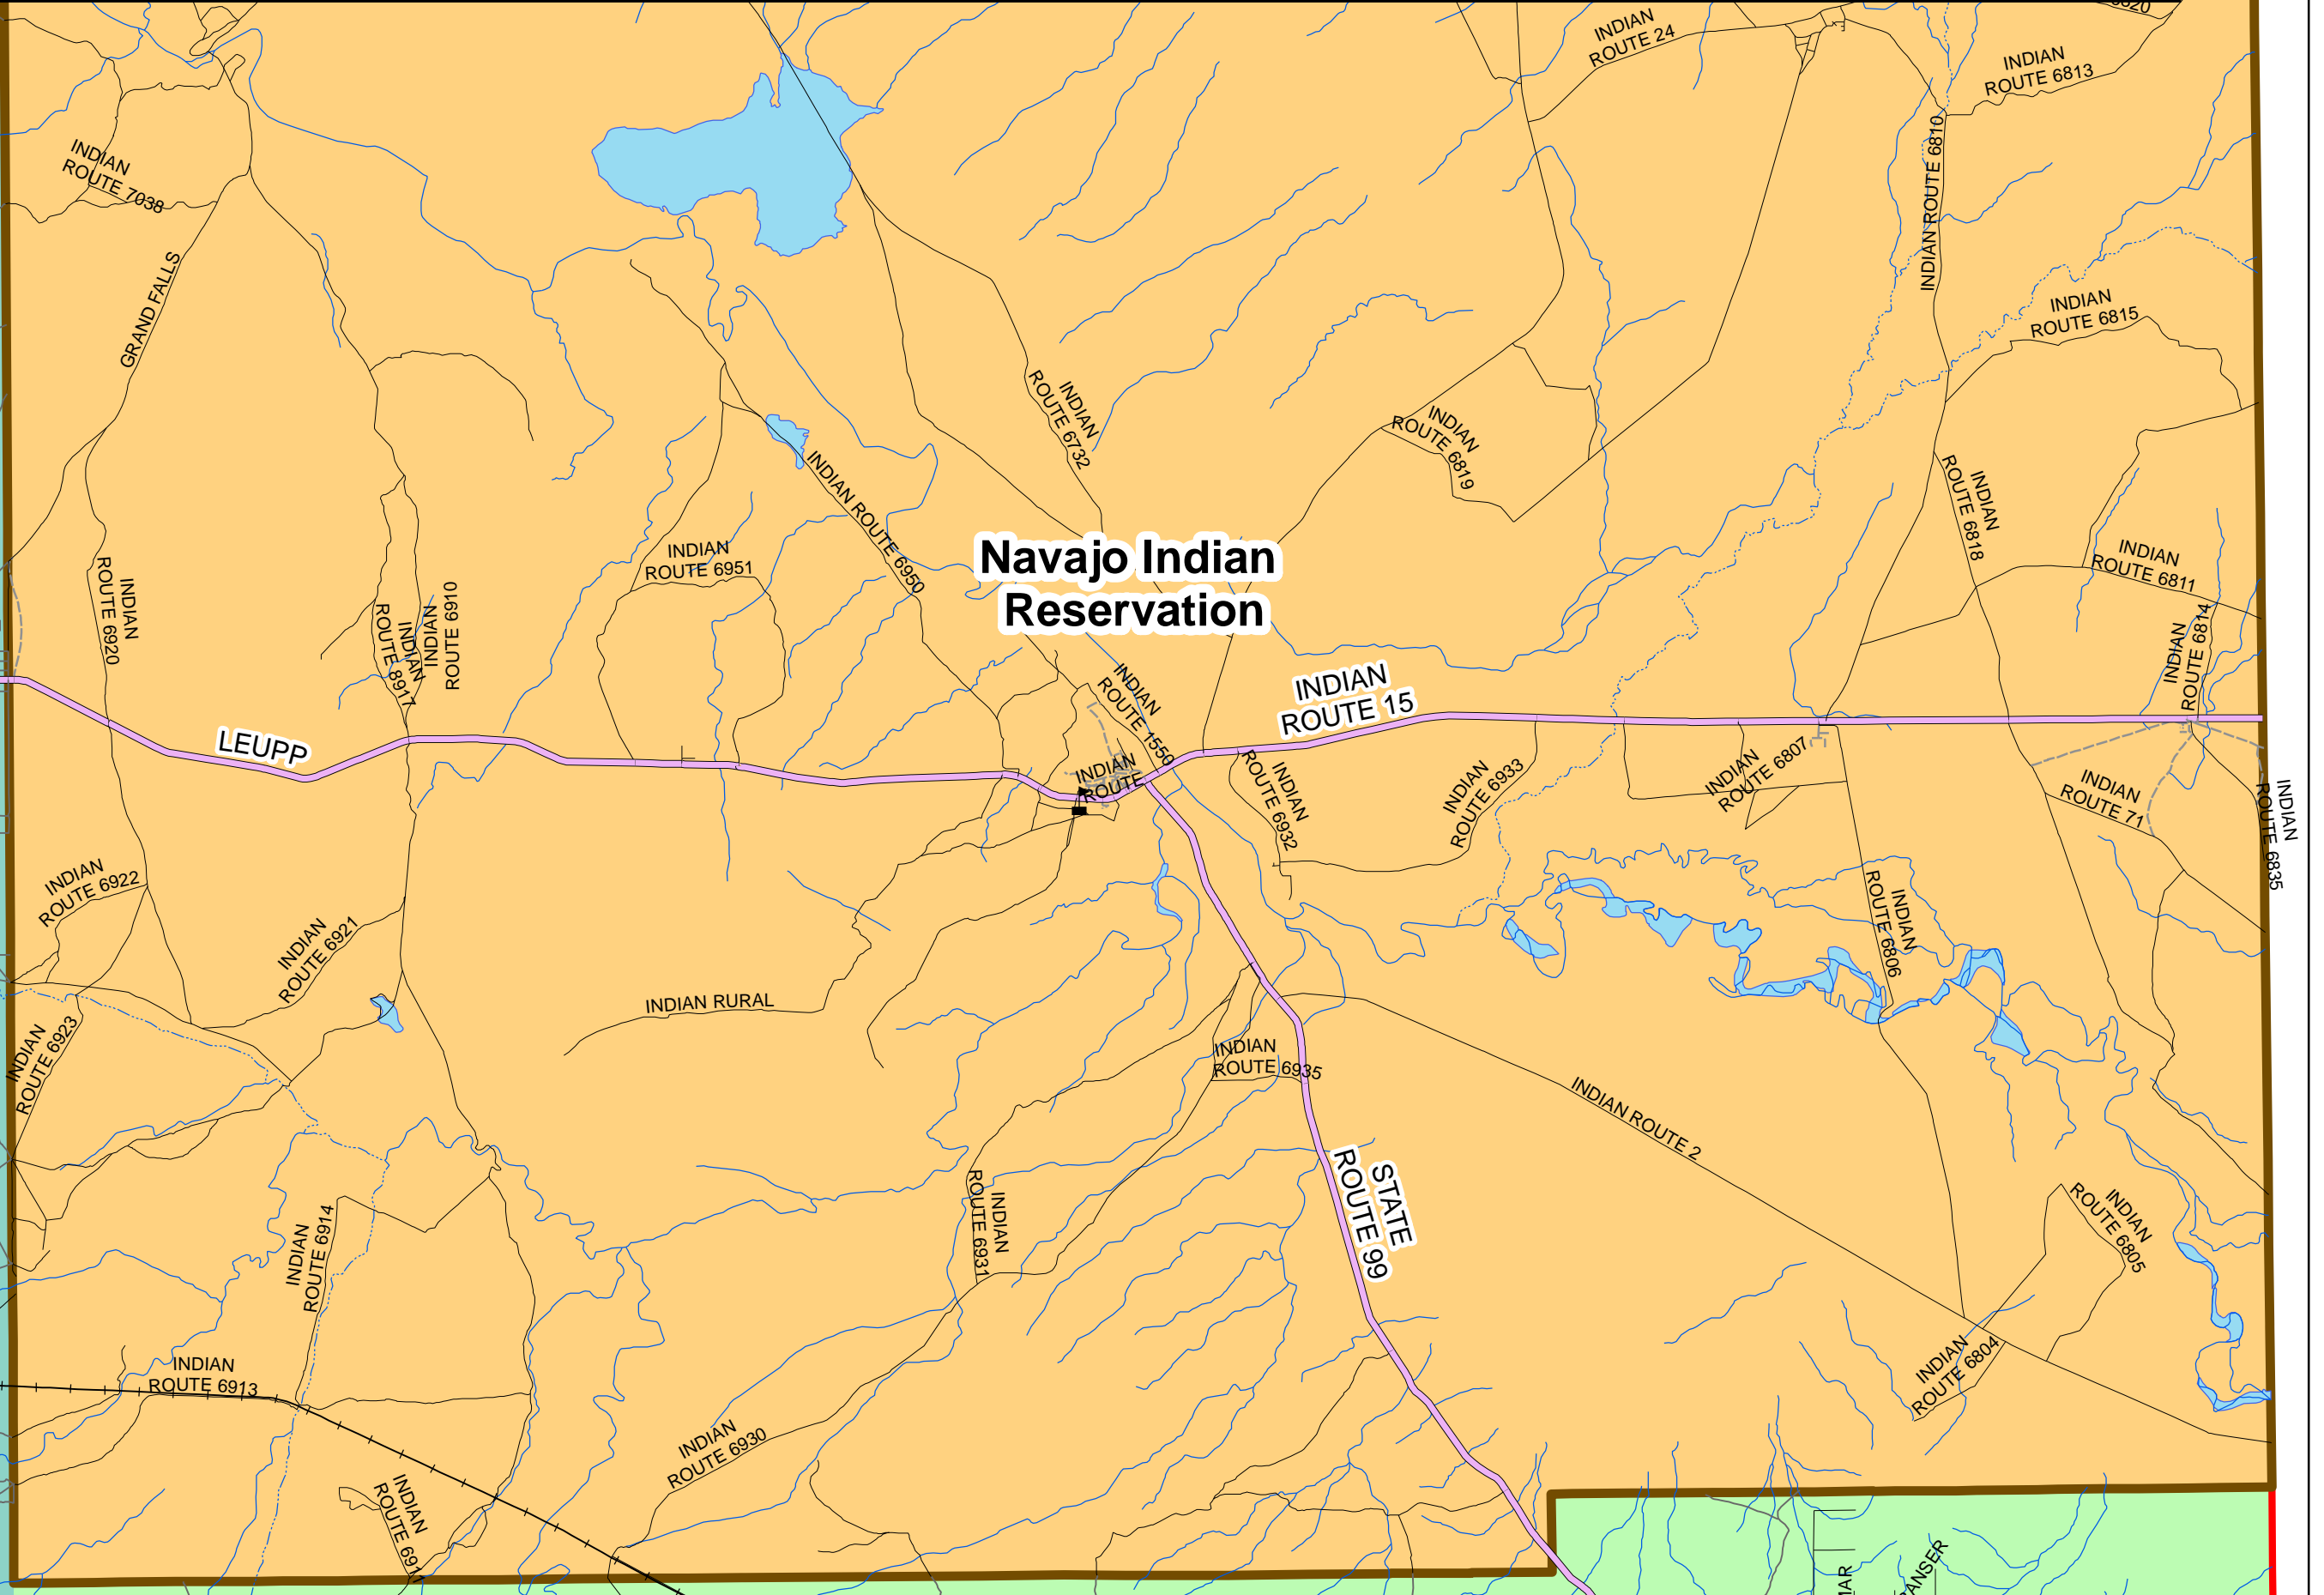 6820
INDIAN
ROUTE 24
INDIAN
ROUTE 6813
INDIAN
ROUTE 7038
INDIAN ROUTE 6810
GRAND FALLS
INDIAN
ROUTE 6815
INDIAN
ROUTE 6732
INDIAN
ROUTE 6819
INDIAN ROUTE 6950
INDIAN
ROUTE 6818
INDIAN
ROUTE 6951
Navajo Indian
Reservation
INDIAN
ROUTE 6811
INDIAN
ROUTE 6920
INDIAN
ROUTE 8917
INDIAN
ROUTE 6910
INDIAN
ROUTE 6814
INDIAN
ROUTE 1550
INDIAN
ROUTE 15
LEUPP
INDIAN
ROUTE
INDIAN
ROUTE 6932
INDIAN
ROUTE 6933
INDIAN
ROUTE 6807
INDIAN
ROUTE 71
INDIAN
ROUTE 6835
INDIAN
ROUTE 6922
INDIAN
ROUTE 6921
INDIAN
ROUTE 6806
INDIAN RURAL
INDIAN
ROUTE 6923
INDIAN
ROUTE 6935
INDIAN ROUTE 2
STATE
ROUTE 99
INDIAN
ROUTE 6931
INDIAN
ROUTE 6914
INDIAN
ROUTE 6805
INDIAN
ROUTE 6804
INDIAN
ROUTE 6913
INDIAN
ROUTE 6930
INDIAN
ROUTE 6911
MAR
ANSER